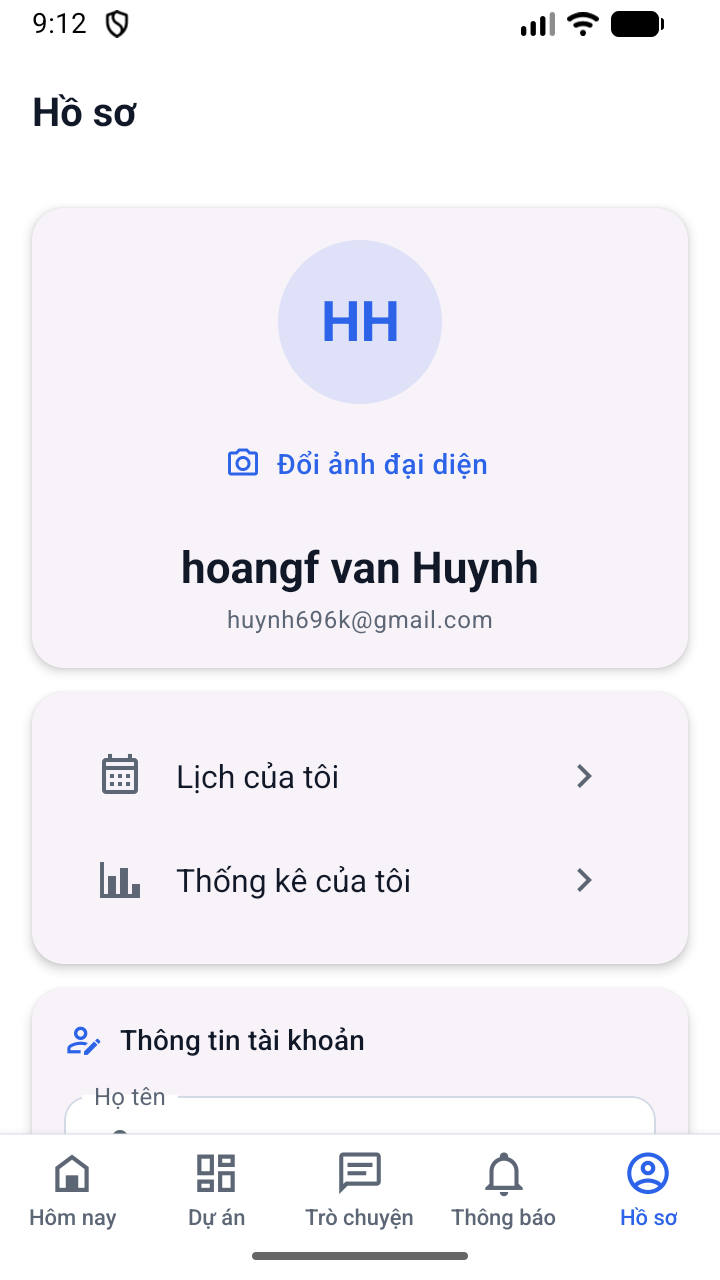 9:12
Hồ sơ
HH
Đổi ảnh đại diện
hoangf van Huynh
huynh696k@gmail.com
Lịch của tôi
Thống kê của tôi
Thông tin tài khoản
Họ tên
Hôm nay
Dự án
Trò chuyện
Thông báo
Hồ sơ